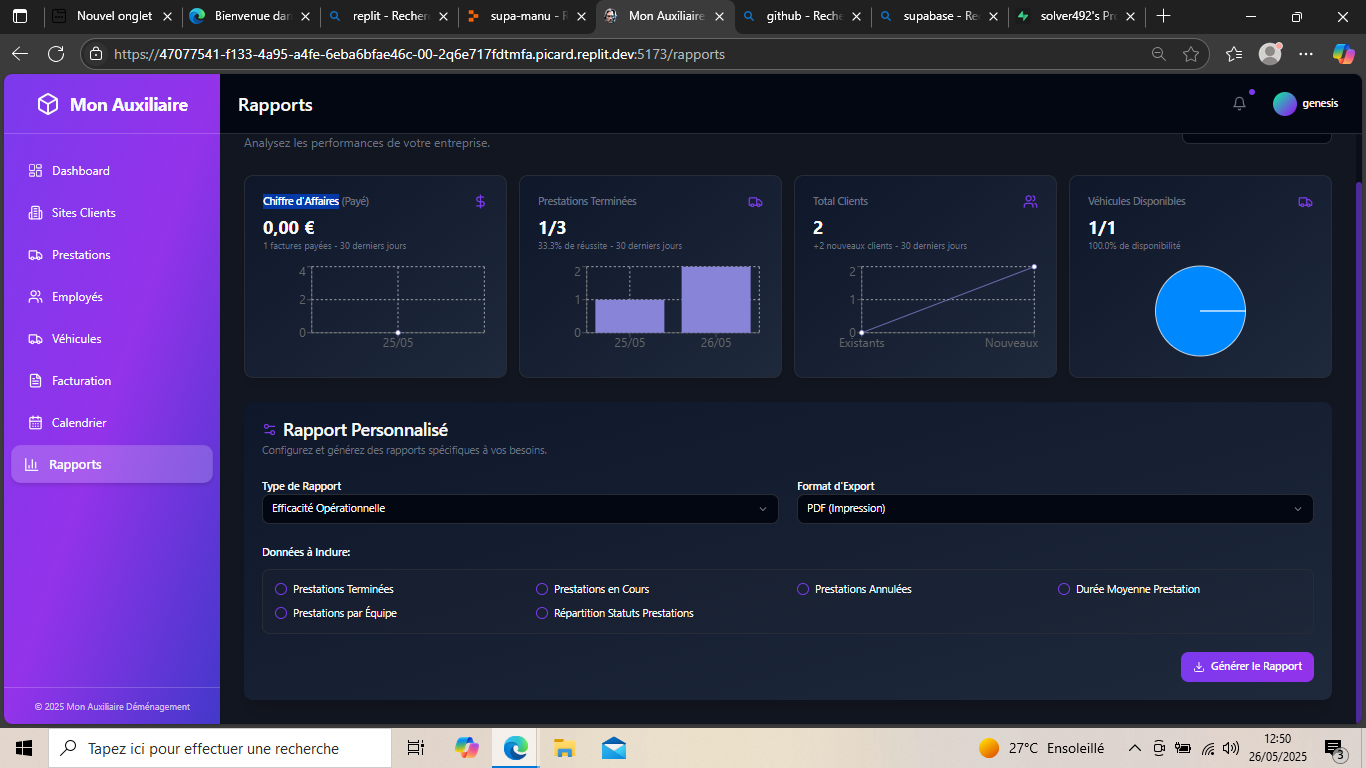 Nouvel onglet
Bienvenue dan
replit - Recher
supa-manu - R
Mon Auxiliaire
github - Reche
supabase - Re
solver492's Pr
https://47077541-f133-4a95-a4fe-6eba6bfae46c-00-2q6e717fdtmfa.picard.replit.dev:5173/rapports
Mon Auxiliaire
Rapports
genesis
Dashboard
Sites Clients
Prestations
Employés
Véhicules
Facturation
Calendrier
Rapports
© 2025 Mon Auxiliaire Déménagement
Analysez les performances de votre entreprise.
Chiffre d'Affaires (Payé)
0,00 €
1 factures payées - 30 derniers jours
4
2
0
25/05
Prestations Terminées
1/3
33.3% de réussite - 30 derniers jours
2
1
0
25/05 26/05
Total Clients
2
+2 nouveaux clients - 30 derniers jours
2
1
0
Existants Nouveaux
Véhicules Disponibles
1/1
100.0% de disponibilité
Rapport Personnalisé
Configurez et générez des rapports spécifiques à vos besoins.
Type de Rapport
Efficacité Opérationnelle
Format d'Export
PDF (Impression)
Données à Inclure:
Prestations Terminées
Prestations en Cours
Prestations Annulées
Durée Moyenne Prestation
Prestations par Équipe
Répartition Statuts Prestations
Générer le Rapport
Tapez ici pour effectuer une recherche
27°C Ensoleillé
12:50
26/05/2025
3